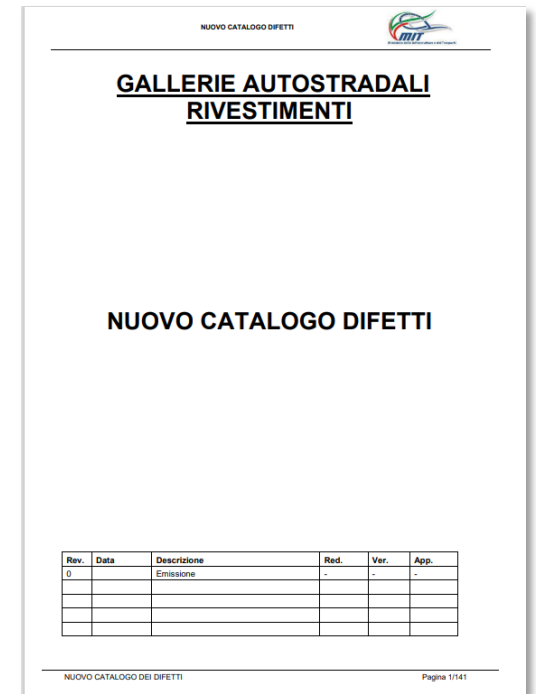 NUOVO CATALOGO DIFETTI
MIT
GALLERIE AUTOSTRADALI
RIVESTIMENTI
NUOVO CATALOGO DIFETTI
Rev. Data Descrizione Red. Ver. App.
0 Emissione - - -
NUOVO CATALOGO DEI DIFETTI Pagina 1/141